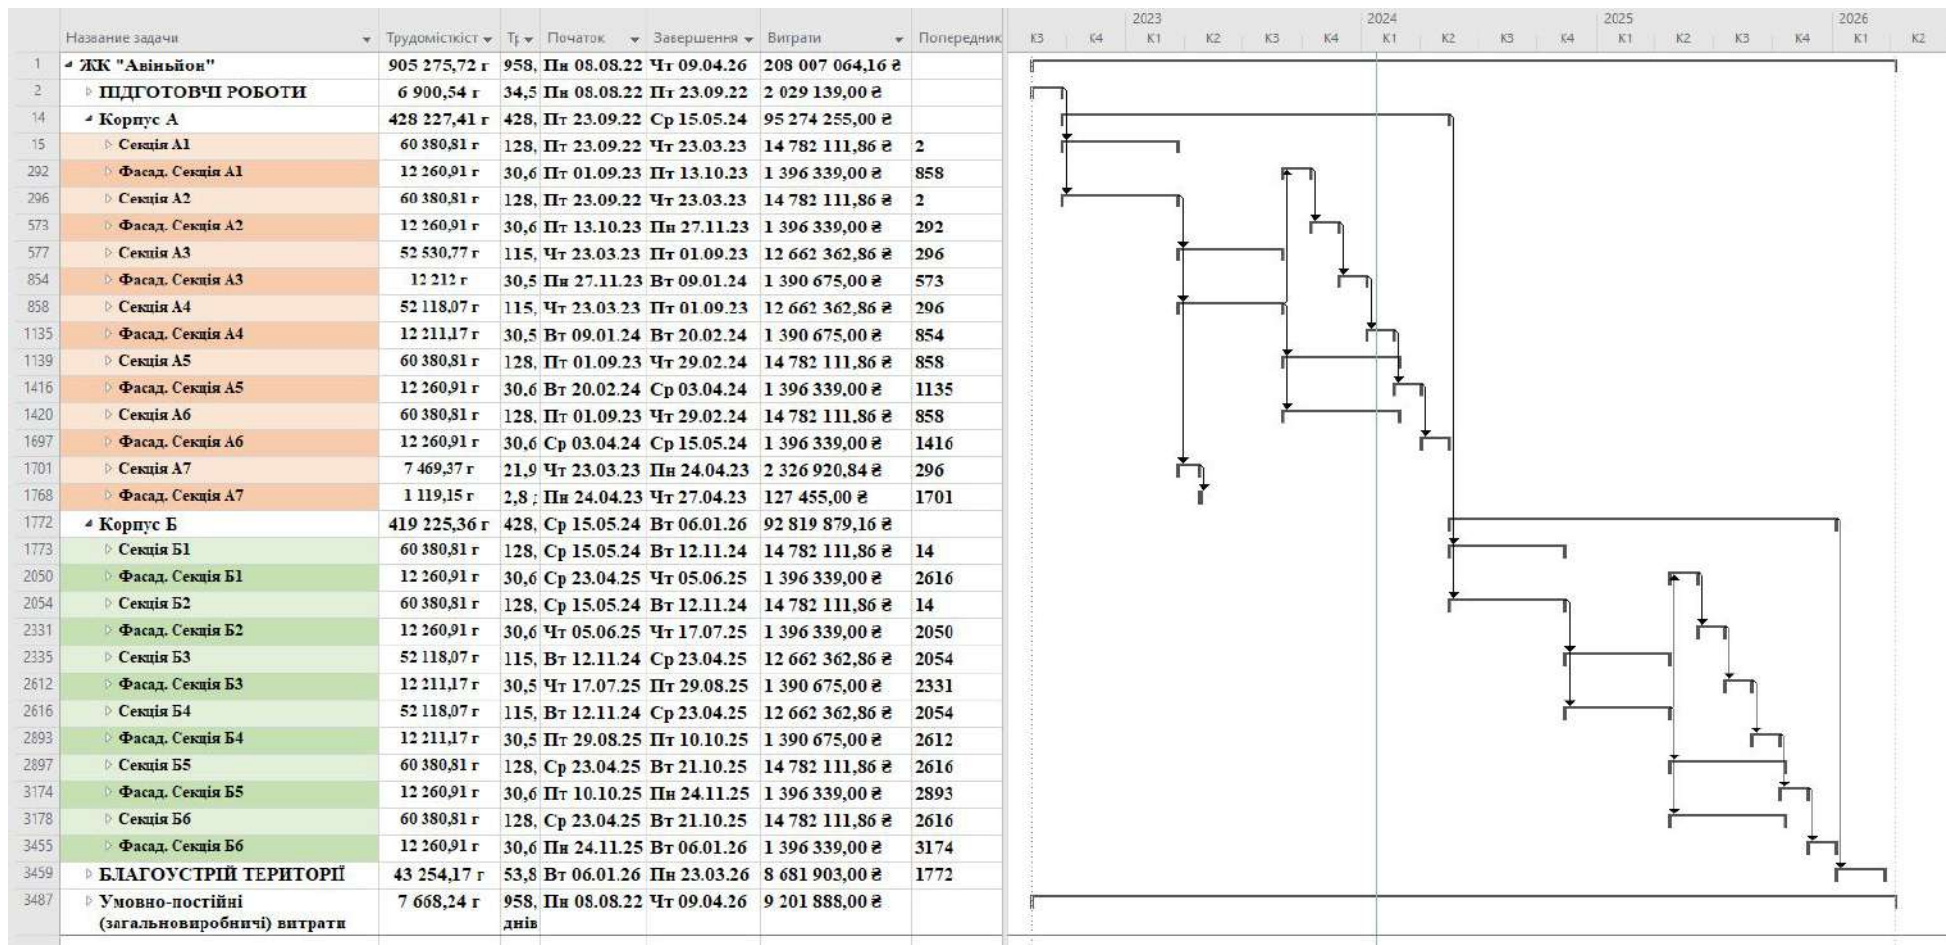 2023 2024 2025 2026
Название задачи Трудомісткіст Тр Початок Завершення Витрати Попередник К3 К4 К1 К2 К3 К4 К1 К2 К3 К4 К1 К2 К3 К4 К1 К2
1 ЖК "Авіньйон" 905 275,72 г 958, Пн 08.08.22 Чт 09.04.26 208 007 064,16 ₴
2 ПІДГОТОВЧІ РОБОТИ 6 900,54 г 34,5 Пн 08.08.22 Пт 23.09.22 2 029 139,00 ₴
14 Корпус А 428 227,41 г 428, Пт 23.09.22 Ср 15.05.24 95 274 255,00 ₴
15 Секція А1 60 380,81 г 128, Пт 23.09.22 Чт 23.03.23 14 782 111,86 ₴ 2
292 Фасад. Секція А1 12 260,91 г 30,6 Пт 01.09.23 Пт 13.10.23 1 396 339,00 ₴ 858
296 Секція А2 60 380,81 г 128, Пт 23.09.22 Чт 23.03.23 14 782 111,86 ₴ 2
573 Фасад. Секція А2 12 260,91 г 30,6 Пт 13.10.23 Пн 27.11.23 1 396 339,00 ₴ 292
577 Секція А3 52 530,77 г 115, Чт 23.03.23 Пт 01.09.23 12 662 362,86 ₴ 296
854 Фасад. Секція А3 12 212 г 30,5 Пн 27.11.23 Вт 09.01.24 1 390 675,00 ₴ 573
858 Секція А4 52 118,07 г 115, Чт 23.03.23 Пт 01.09.23 12 662 362,86 ₴ 296
1135 Фасад. Секція А4 12 211,17 г 30,5 Вт 09.01.24 Вт 20.02.24 1 390 675,00 ₴ 854
1139 Секція А5 60 380,81 г 128, Пт 01.09.23 Чт 29.02.24 14 782 111,86 ₴ 858
1416 Фасад. Секція А5 12 260,91 г 30,6 Вт 20.02.24 Ср 03.04.24 1 396 339,00 ₴ 1135
1420 Секція А6 60 380,81 г 128, Пт 01.09.23 Чт 29.02.24 14 782 111,86 ₴ 858
1697 Фасад. Секція А6 12 260,91 г 30,6 Ср 03.04.24 Ср 15.05.24 1 396 339,00 ₴ 1416
1701 Секція А7 7 469,37 г 21,9 Чт 23.03.23 Пн 24.04.23 2 326 920,84 ₴ 296
1768 Фасад. Секція А7 1 119,15 г 2,8 Пн 24.04.23 Чт 27.04.23 127 455,00 ₴ 1701
1772 Корпус Б 419 225,36 г 428, Ср 15.05.24 Вт 06.01.26 92 819 879,16 ₴
1773 Секція Б1 60 380,81 г 128, Ср 15.05.24 Вт 12.11.24 14 782 111,86 ₴ 14
2050 Фасад. Секція Б1 12 260,91 г 30,6 Ср 23.04.25 Чт 05.06.25 1 396 339,00 ₴ 2616
2054 Секція Б2 60 380,81 г 128, Ср 15.05.24 Вт 12.11.24 14 782 111,86 ₴ 14
2331 Фасад. Секція Б2 12 260,91 г 30,6 Чт 05.06.25 Чт 17.07.25 1 396 339,00 ₴ 2050
2335 Секція Б3 52 118,07 г 115, Вт 12.11.24 Ср 23.04.25 12 662 362,86 ₴ 2054
2612 Фасад. Секція Б3 12 211,17 г 30,5 Чт 17.07.25 Пт 29.08.25 1 390 675,00 ₴ 2331
2616 Секція Б4 52 118,07 г 115, Вт 12.11.24 Ср 23.04.25 12 662 362,86 ₴ 2054
2893 Фасад. Секція Б4 12 211,17 г 30,5 Пт 29.08.25 Пт 10.10.25 1 390 675,00 ₴ 2612
2897 Секція Б5 60 380,81 г 128, Ср 23.04.25 Вт 21.10.25 14 782 111,86 ₴ 2616
3174 Фасад. Секція Б5 12 260,91 г 30,6 Пт 10.10.25 Пн 24.11.25 1 396 339,00 ₴ 2893
3178 Секція Б6 60 380,81 г 128, Ср 23.04.25 Вт 21.10.25 14 782 111,86 ₴ 2616
3455 Фасад. Секція Б6 12 260,91 г 30,6 Пн 24.11.25 Вт 06.01.26 1 396 339,00 ₴ 3174
3459 БЛАГОУСТРІЙ ТЕРИТОРІЇ 43 254,17 г 53,8 Вт 06.01.26 Пн 23.03.26 8 681 903,00 ₴ 1772
3487 Умовно-постійні 7 668,24 г 958, Пн 08.08.22 Чт 09.04.26 9 201 888,00 ₴
(загальновиробничі) витрати днів